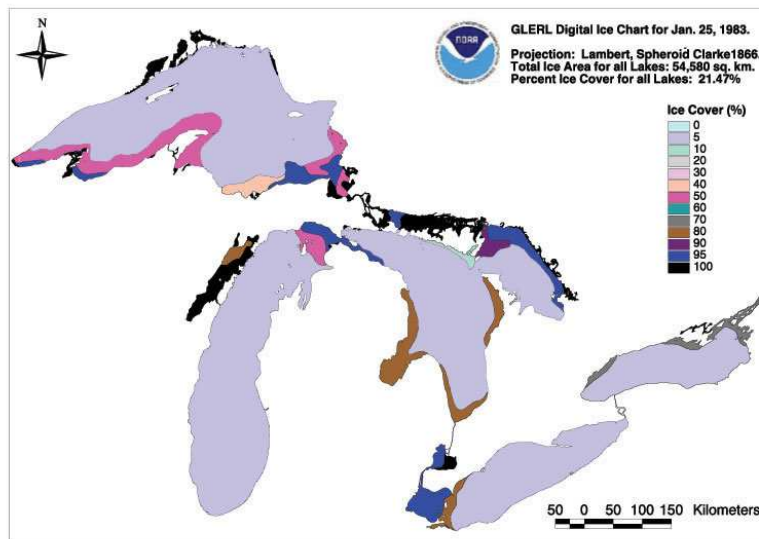 N
NOAA
GLERL Digital Ice Chart for Jan. 25, 1983.
Projection: Lambert, Spheroid Clarke1866.
Total Ice Area for all Lakes: 54,580 sq. km.
Percent Ice Cover for all Lakes: 21.47%
Ice Cover (%)
0
5
10
20
30
40
50
60
70
80
90
95
100
50 0 50 100 150 Kilometers